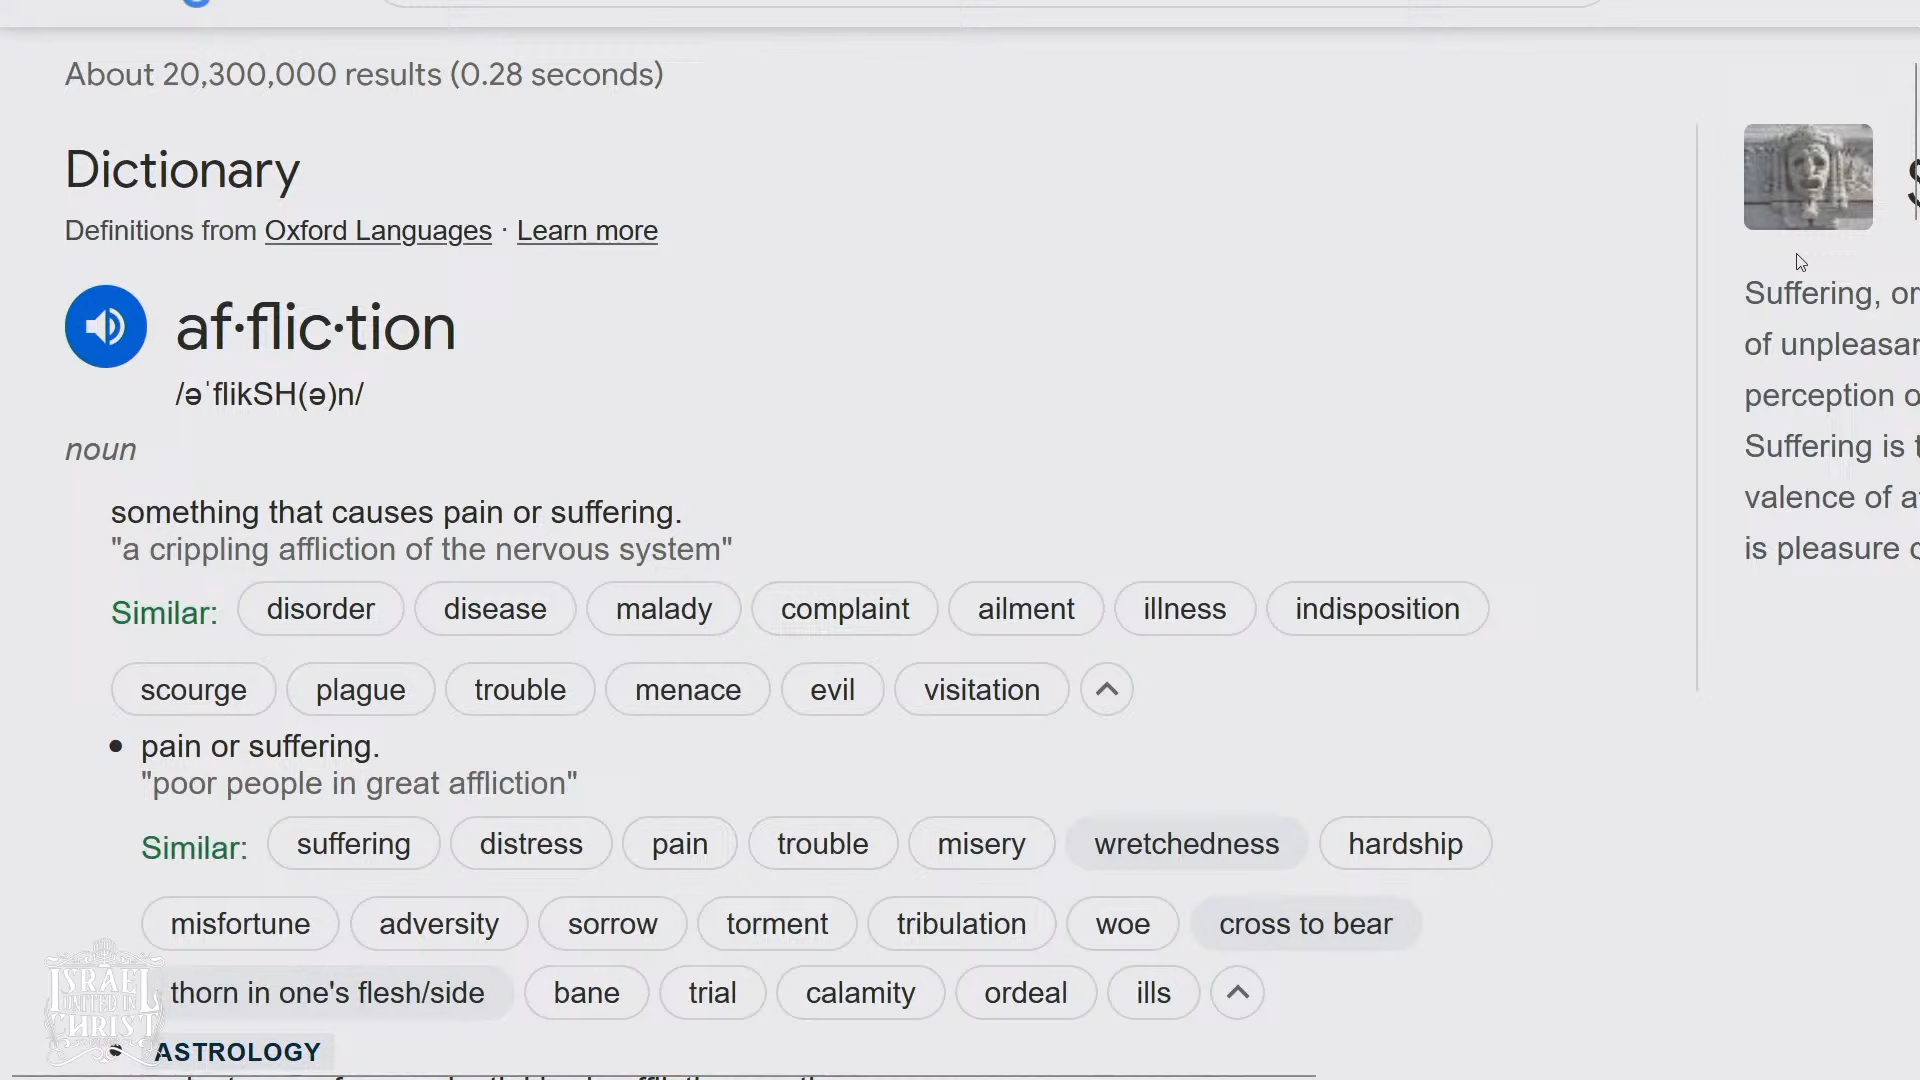 About 20,300,000 results (0.28 seconds)
Dictionary
Definitions from Oxford Languages · Learn more
af·flic·tion
/əˈflikSH(ə)n/
noun
something that causes pain or suffering.
"a crippling affliction of the nervous system"
Similar: disorder disease malady complaint ailment illness indisposition
scourge plague trouble menace evil visitation
• pain or suffering.
"poor people in great affliction"
Similar: suffering distress pain trouble misery wretchedness hardship
misfortune adversity sorrow torment tribulation woe cross to bear
thorn in one's flesh/side bane trial calamity ordeal ills
ASTROLOGY
Suffering, or
of unpleasan
perception o
Suffering is t
valence of a
is pleasure
ISRAEL
UNITED IN
CHRIST